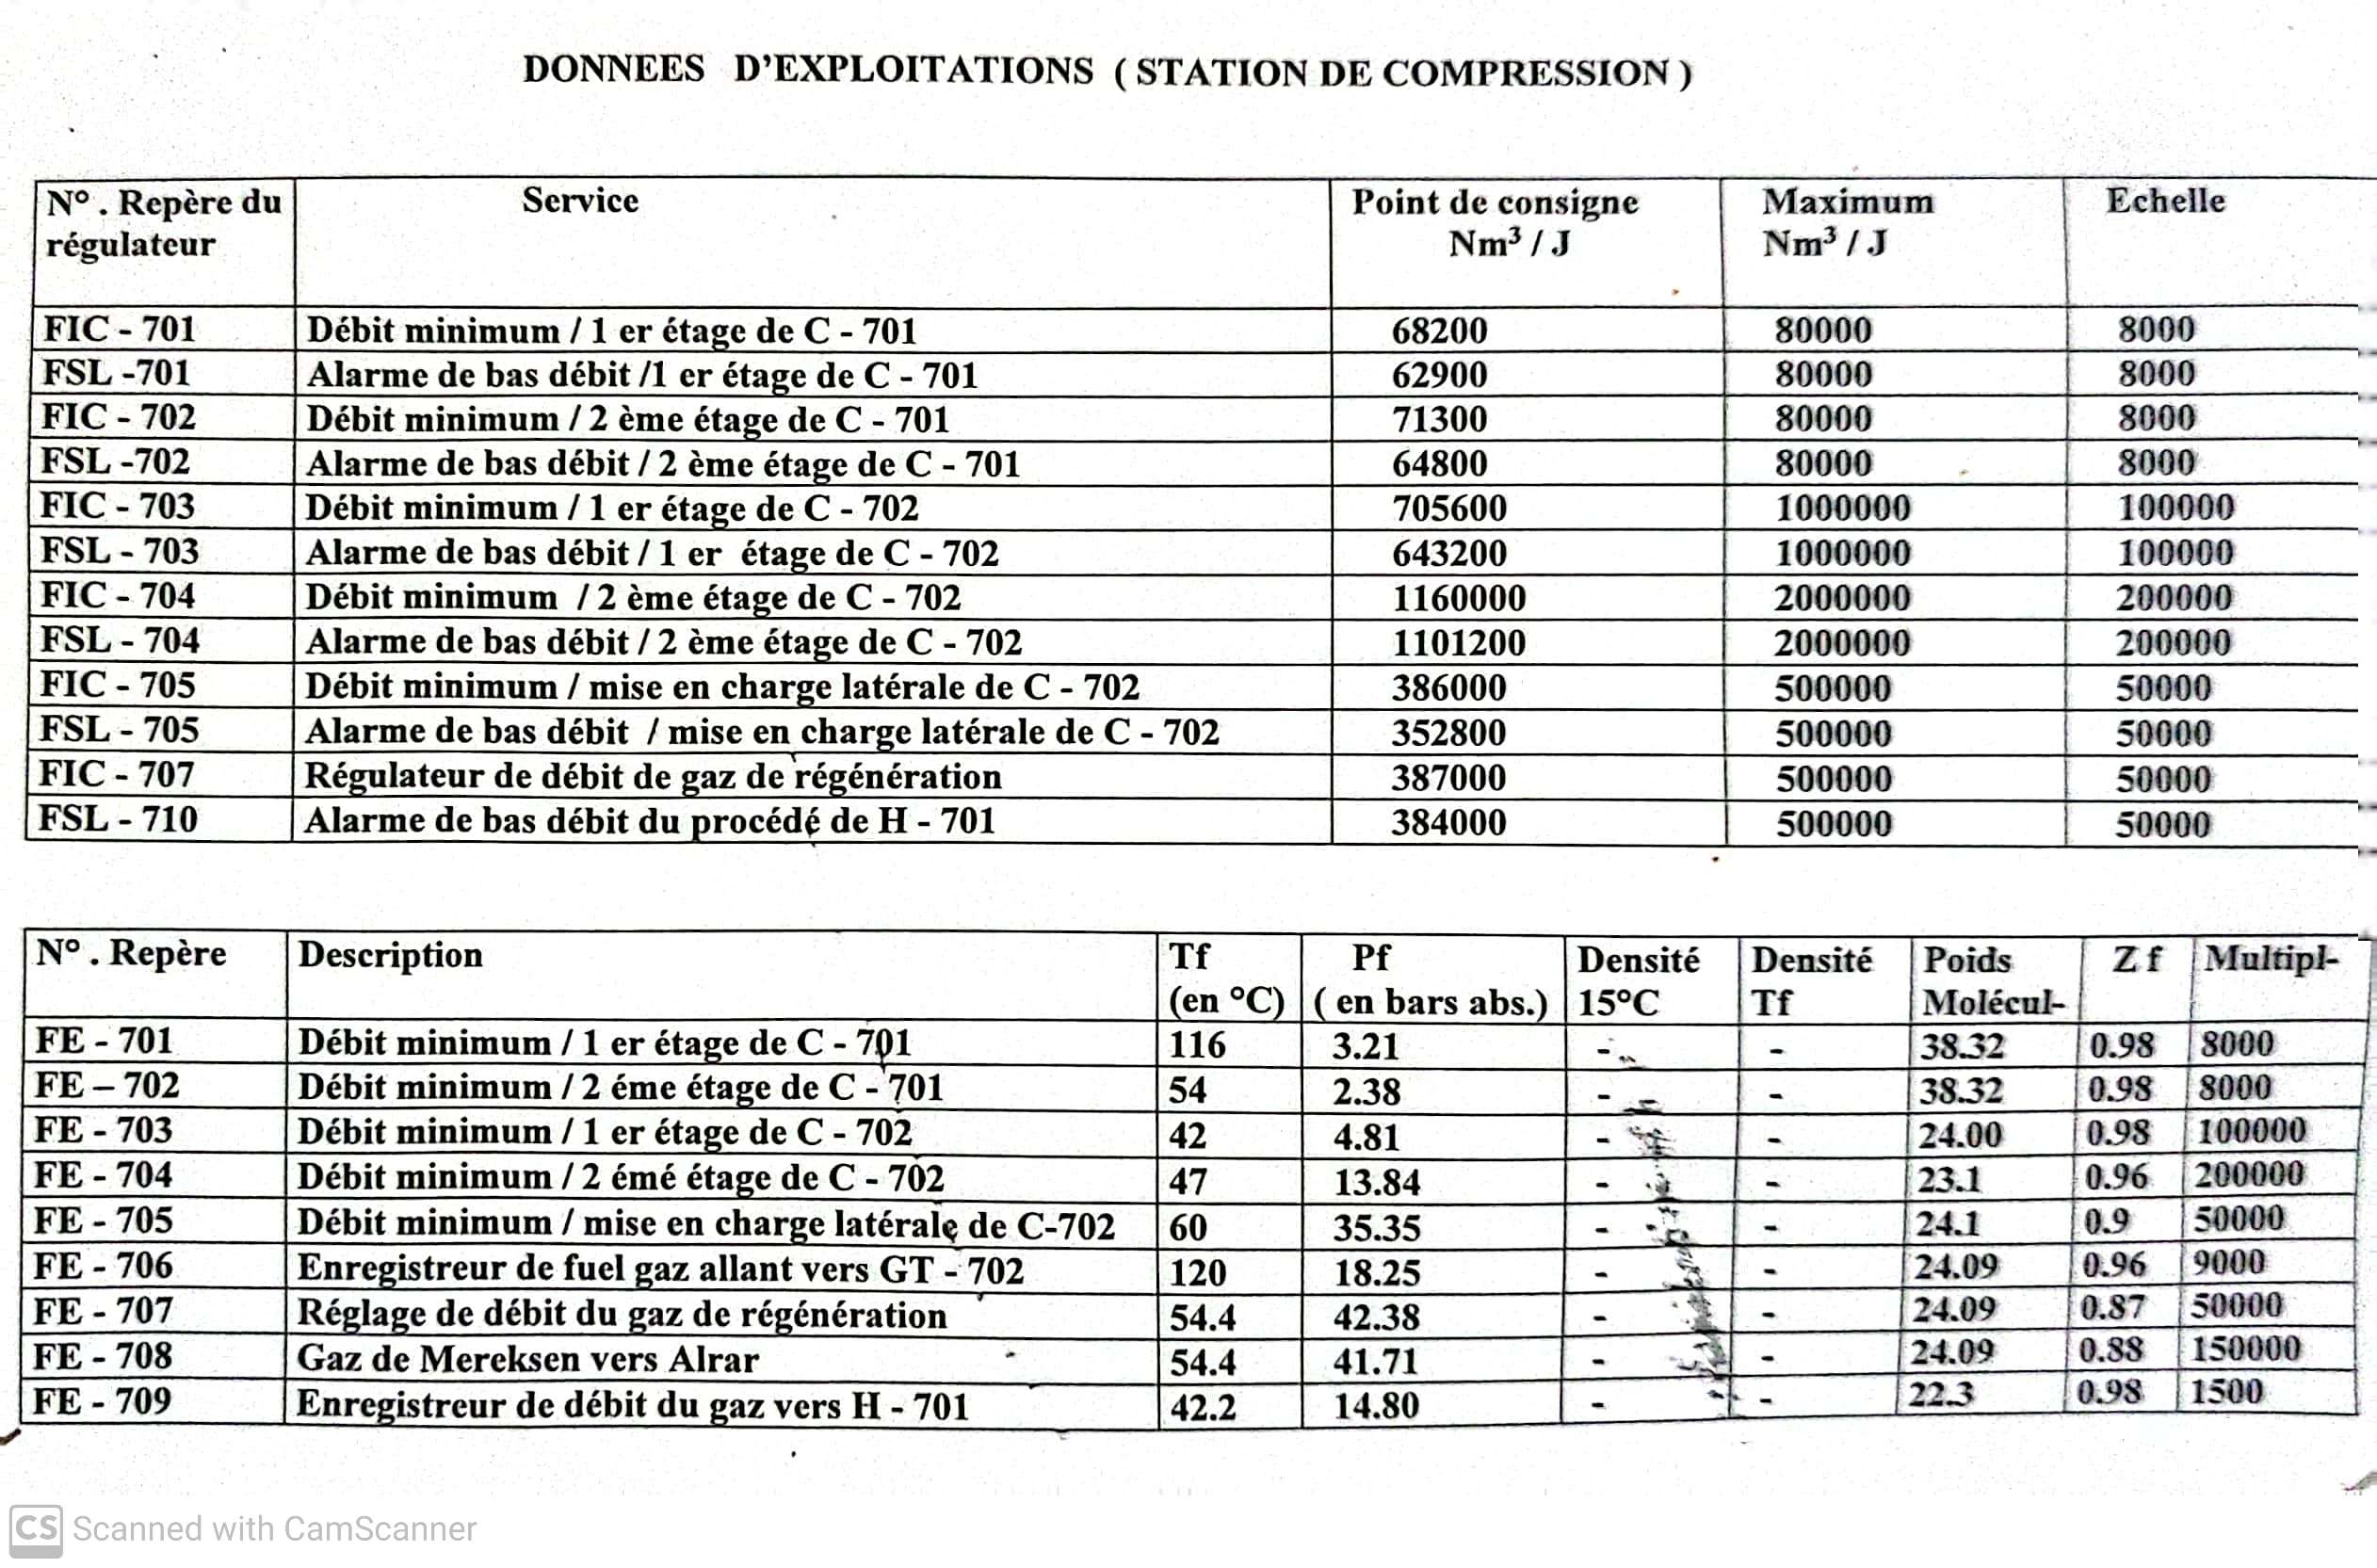 DONNEES D'EXPLOITATIONS ( STATION DE COMPRESSION )
N° . Repère du régulateur Service Point de consigne Nm³ / J Maximum Nm³ / J Echelle
FIC - 701 Débit minimum / 1 er étage de C - 701 68200 80000 8000
FSL -701 Alarme de bas débit /1 er étage de C - 701 62900 80000 8000
FIC - 702 Débit minimum / 2 ème étage de C - 701 71300 80000 8000
FSL -702 Alarme de bas débit / 2 ème étage de C - 701 64800 80000 8000
FIC - 703 Débit minimum / 1 er étage de C - 702 705600 1000000 100000
FSL - 703 Alarme de bas débit / 1 er étage de C - 702 643200 1000000 100000
FIC - 704 Débit minimum / 2 ème étage de C - 702 1160000 2000000 200000
FSL - 704 Alarme de bas débit / 2 ème étage de C - 702 1101200 2000000 200000
FIC - 705 Débit minimum / mise en charge latérale de C - 702 386000 500000 50000
FSL - 705 Alarme de bas débit / mise en charge latérale de C - 702 352800 500000 50000
FIC - 707 Régulateur de débit de gaz de régénération 387000 500000 50000
FSL - 710 Alarme de bas débit du procédé de H - 701 384000 500000 50000
N° . Repère Description Tf (en °C) Pf ( en bars abs.) Densité 15°C Densité Tf Poids Molécul- Z f Multipl-
FE - 701 Débit minimum / 1 er étage de C - 701 116 3.21 - - 38.32 0.98 8000
FE – 702 Débit minimum / 2 éme étage de C - 701 54 2.38 - - 38.32 0.98 8000
FE - 703 Débit minimum / 1 er étage de C - 702 42 4.81 - - 24.00 0.98 100000
FE - 704 Débit minimum / 2 émé étage de C - 702 47 13.84 - - 23.1 0.96 200000
FE - 705 Débit minimum / mise en charge latérale de C-702 60 35.35 - - 24.1 0.9 50000
FE - 706 Enregistreur de fuel gaz allant vers GT - 702 120 18.25 - - 24.09 0.96 9000
FE - 707 Réglage de débit du gaz de régénération 54.4 42.38 - - 24.09 0.87 50000
FE - 708 Gaz de Mereksen vers Alrar 54.4 41.71 - - 24.09 0.88 150000
FE - 709 Enregistreur de débit du gaz vers H - 701 42.2 14.80 - - 22.3 0.98 1500
CS Scanned with CamScanner